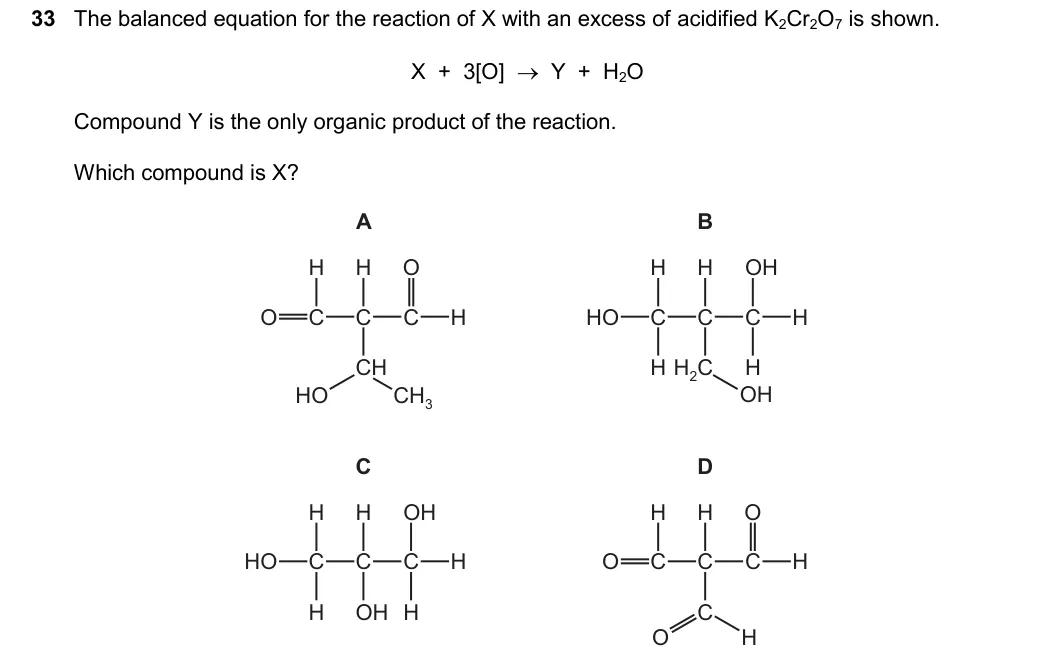 33 The balanced equation for the reaction of X with an excess of acidified K₂Cr₂O₇ is shown.
X + 3[O] → Y + H₂O
Compound Y is the only organic product of the reaction.
Which compound is X?
A B
H H O H H OH
O=C—C—C—H HO—C—C—C—H
CH H H₂C H
HO CH₃ OH
C D
H H OH H H O
HO—C—C—C—H O=C—C—C—H
H OH H C
O H